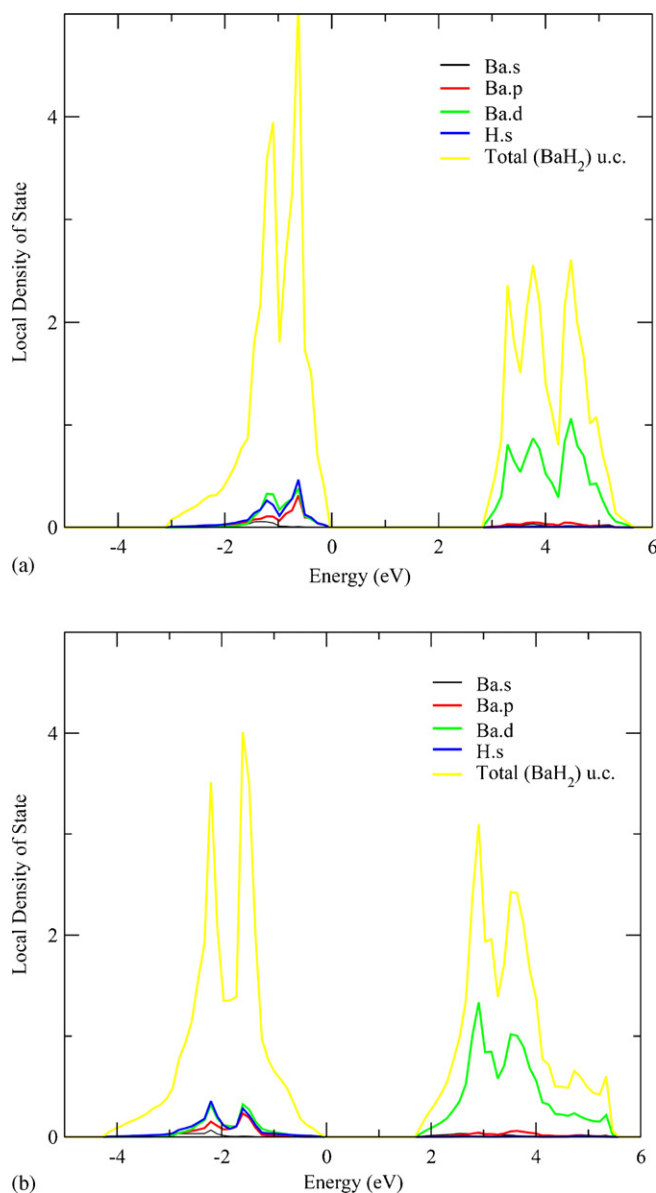 Ba.s
Ba.p
Ba.d
H.s
Total (BaH2) u.c.
Local Density of State
4
2
0
-4
-2
0
2
4
6
Energy (eV)
(a)
Ba.s
Ba.p
Ba.d
H.s
Total (BaH2) u.c.
Local Density of State
4
2
0
-4
-2
0
2
4
6
Energy (eV)
(b)